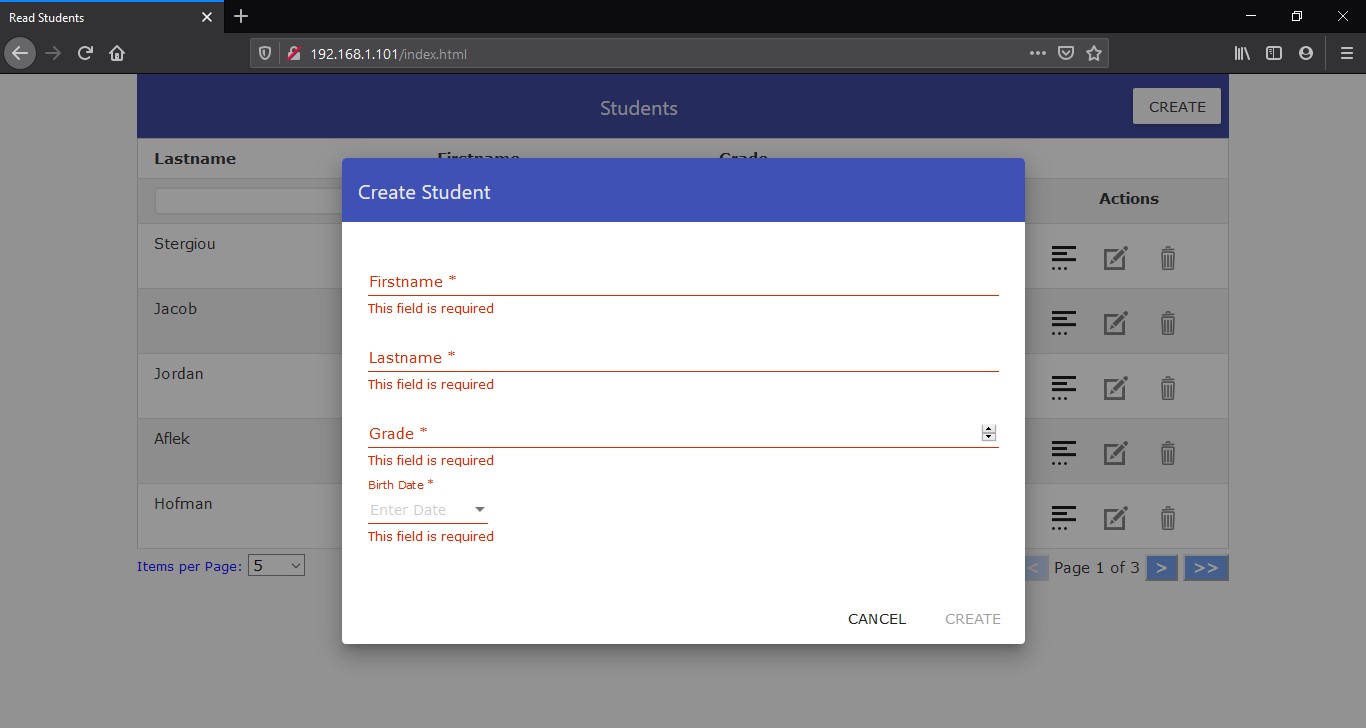 Read Students
192.168.1.101/index.html
Students
CREATE
Lastname Firstname Grade
Actions
Create Student
Firstname *
This field is required
Lastname *
This field is required
Grade *
This field is required
Birth Date *
Enter Date
This field is required
CANCEL CREATE
Stergiou
Jacob
Jordan
Aflek
Hofman
Items per Page: 5
< Page 1 of 3 > >>